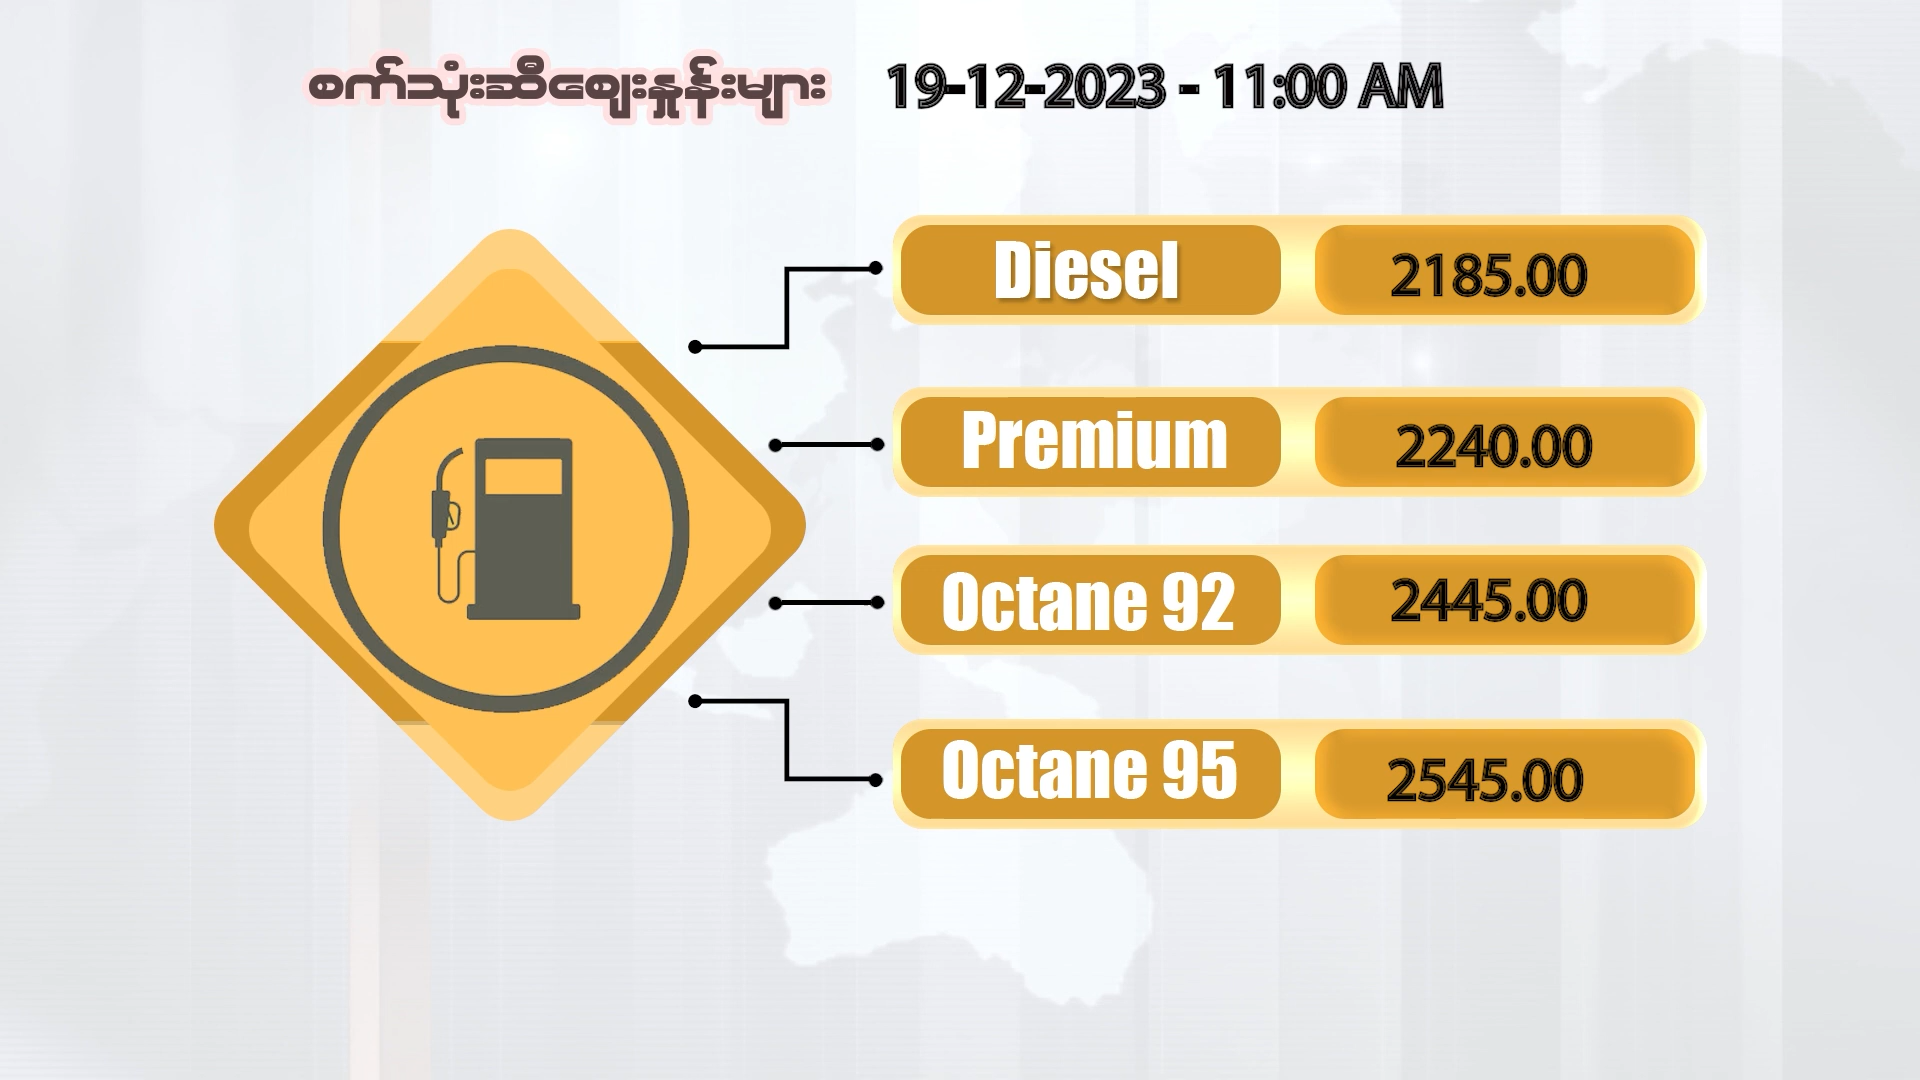 စက်သုံးဆီဈေးနှုန်းများ 19-12-2023 - 11:00 AM
Diesel 2185.00
Premium 2240.00
Octane 92 2445.00
Octane 95 2545.00